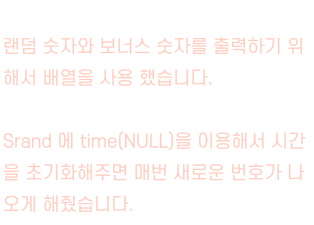 랜덤 숫자와 보너스 숫자를 출력하기 위
해서 배열을 사용 했습니다.
Srand 에 time(NULL)올 이용해서 시간
을 초기화해주면 매번 새로운 번호가 나
오게 해줬습니다.